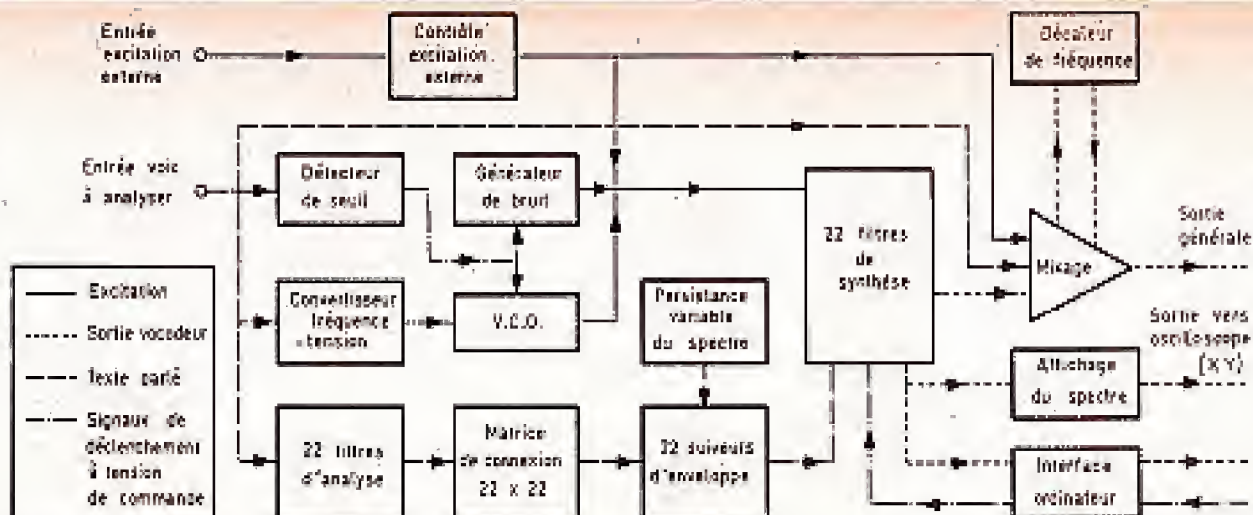 Entrée
excitation
externe
Contrôle
excitation
externe
Décaleur
de fréquence
Entrée voix
à analyser
Détecteur
de seuil
Générateur
de bruit
22 filtres
de
synthèse
Mixage
Sortie
générale
Excitation
Sortie vocodeur
Texte parlé
Signaux de
déclenchement
à tension
de commande
Convertisseur
fréquence
-tension
V.C.O.
Persistance
variable
du spectre
Sortie vers
oscilloscope
(X Y)
Affichage
du spectre
22 filtres
d'analyse
Matrice
de connexion
22 x 22
22 suiveurs
d'enveloppe
Interface
ordinateur